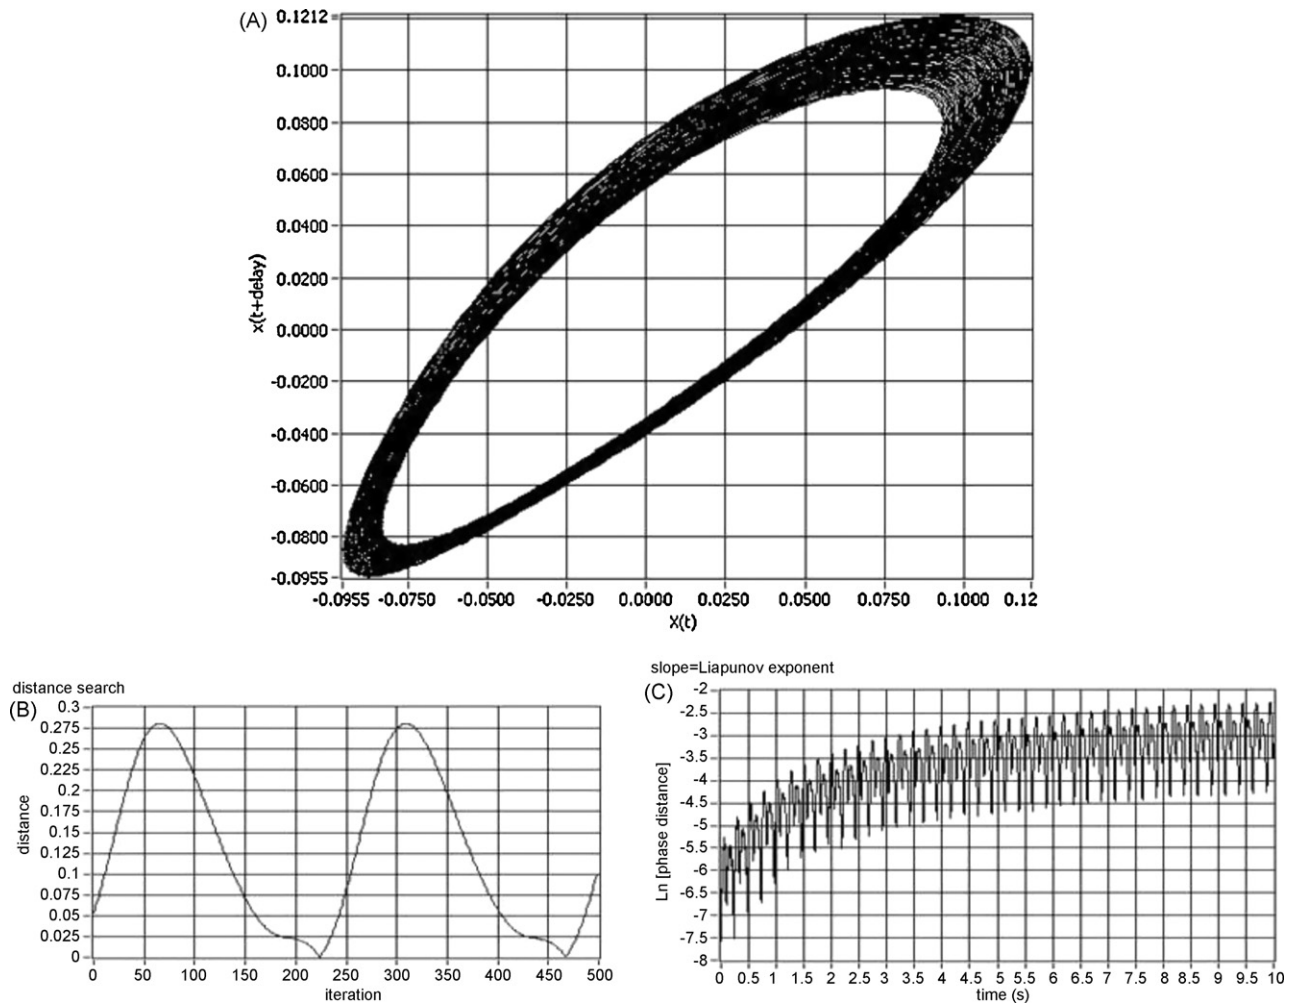 (A)
0.1212
0.1000
0.0800
0.0600
0.0400
0.0200
0.0000
-0.0200
-0.0400
-0.0600
-0.0800
-0.0955
x(t+delay)
-0.0955 -0.0750 -0.0500 -0.0250 0.0000 0.0250 0.0500 0.0750 0.1000 0.12
X(t)
distance search
(B)
0.3
0.275
0.25
0.225
0.2
0.175
0.15
0.125
0.1
0.075
0.05
0.025
0
distance
0 50 100 150 200 250 300 350 400 450 500
iteration
slope=Liapunov exponent
(C)
-2
-2.5
-3
-3.5
-4
-4.5
-5
-5.5
-6
-6.5
-7
-7.5
-8
Ln [phase distance]
0 0.5 1 1.5 2 2.5 3 3.5 4 4.5 5 5.5 6 6.5 7 7.5 8 8.5 9 9.5 10
time (s)